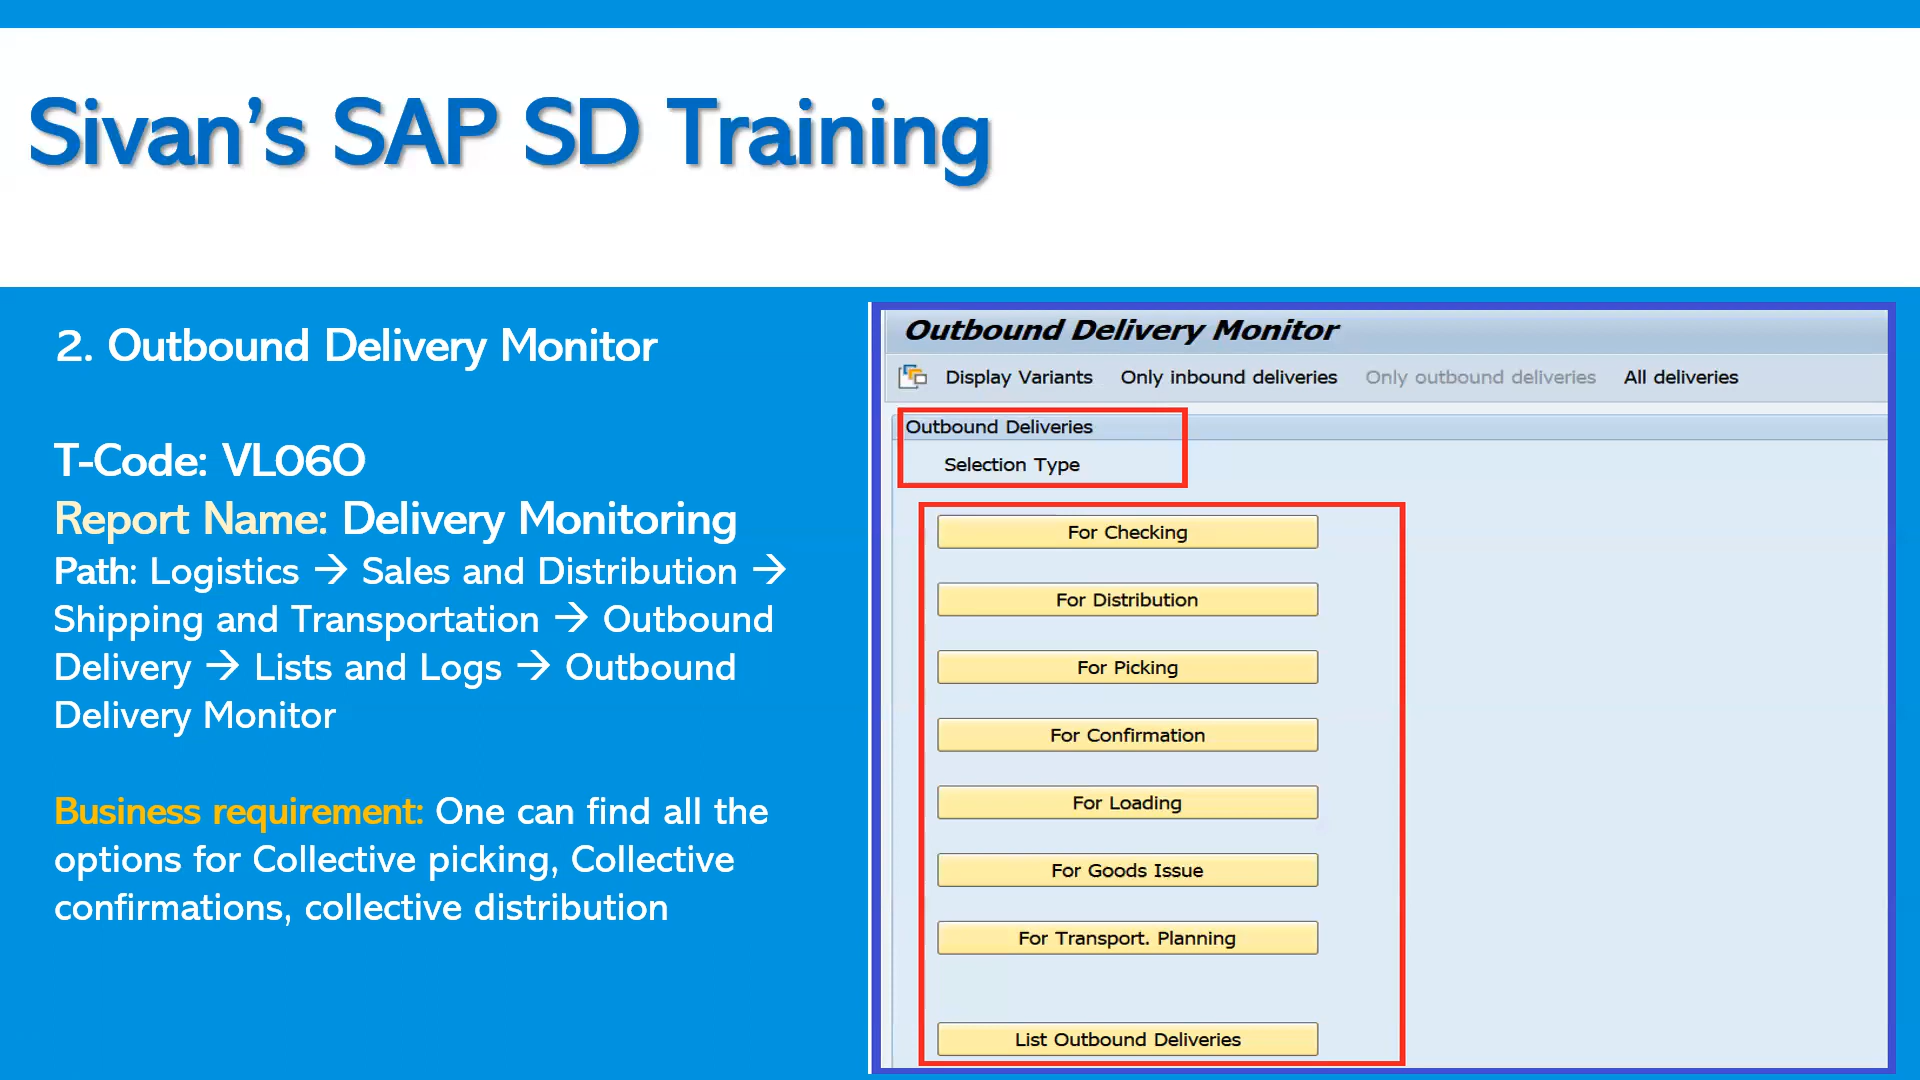 Sivan's SAP SD Training
2. Outbound Delivery Monitor
T-Code: VL06O
Report Name: Delivery Monitoring
Path: Logistics → Sales and Distribution →
Shipping and Transportation → Outbound
Delivery → Lists and Logs → Outbound
Delivery Monitor
Business requirement: One can find all the
options for Collective picking, Collective
confirmations, collective distribution
Outbound Delivery Monitor
Display Variants Only inbound deliveries Only outbound deliveries All deliveries
Outbound Deliveries
Selection Type
For Checking
For Distribution
For Picking
For Confirmation
For Loading
For Goods Issue
For Transport. Planning
List Outbound Deliveries